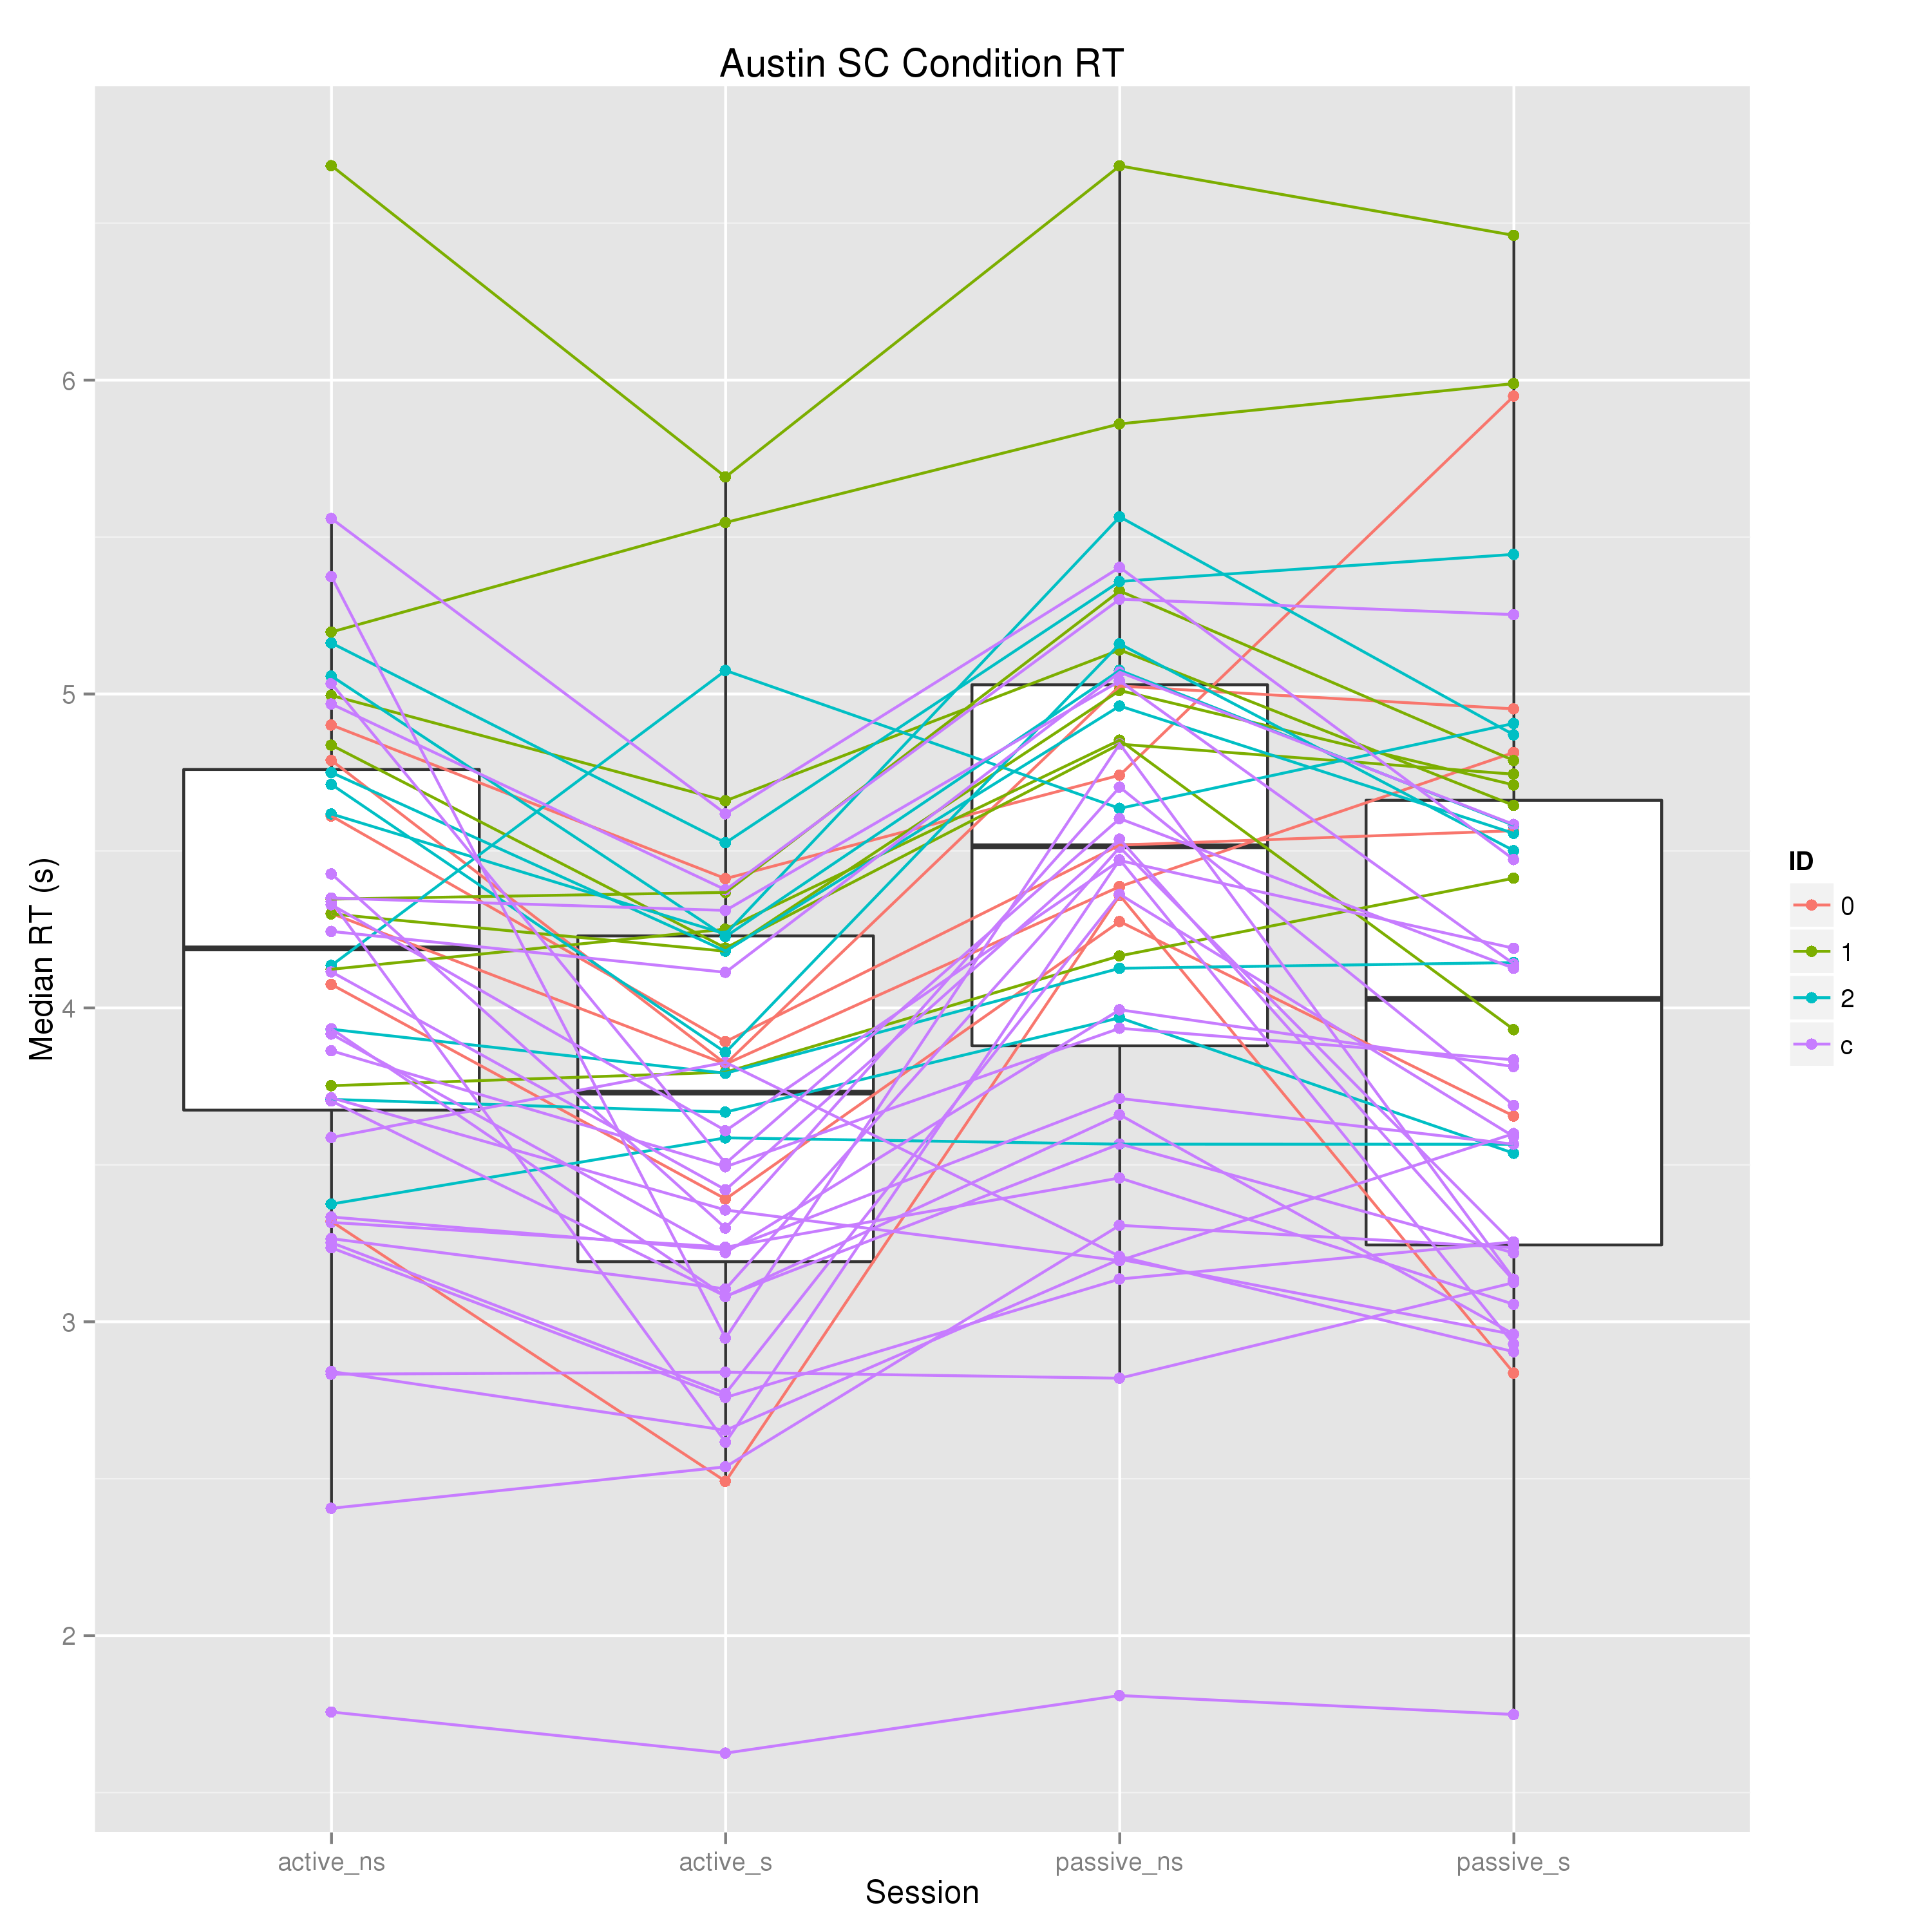 Austin SC Condition RT
Median RT (s)
6
5
4
3
2
active_ns
active_s
passive_ns
passive_s
Session
ID
0
1
2
c